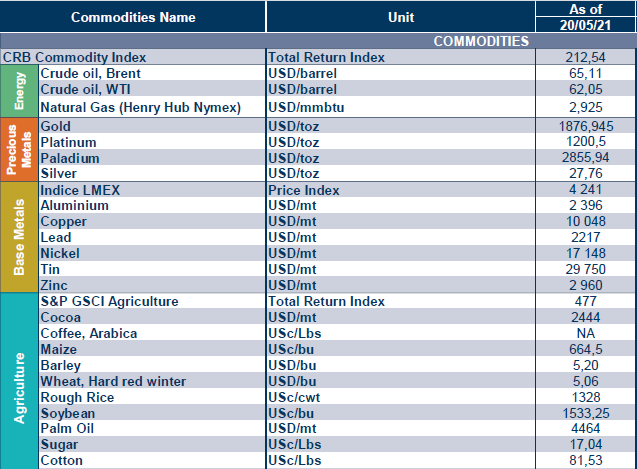 Commodities Name Unit As of
20/05/21
COMMODITIES
CRB Commodity Index Total Return Index 212,54
Energy
Crude oil, Brent USD/barrel 65,11
Crude oil, WTI USD/barrel 62,05
Natural Gas (Henry Hub Nymex) USD/mmbtu 2,925
Precious
Metals
Gold USD/toz 1876,945
Platinum USD/toz 1200,5
Paladium USD/toz 2855,94
Silver USD/toz 27,76
Base Metals
Indice LMEX Price Index 4 241
Aluminium USD/mt 2 396
Copper USD/mt 10 048
Lead USD/mt 2217
Nickel USD/mt 17 148
Tin USD/mt 29 750
Zinc USD/mt 2 960
Agriculture
S&P GSCI Agriculture Total Return Index 477
Cocoa USD/mt 2444
Coffee, Arabica USc/Lbs NA
Maize USc/bu 664,5
Barley USD/bu 5,20
Wheat, Hard red winter USD/bu 5,06
Rough Rice USc/cwt 1328
Soybean USc/bu 1533,25
Palm Oil USD/mt 4464
Sugar USc/Lbs 17,04
Cotton USc/Lbs 81,53